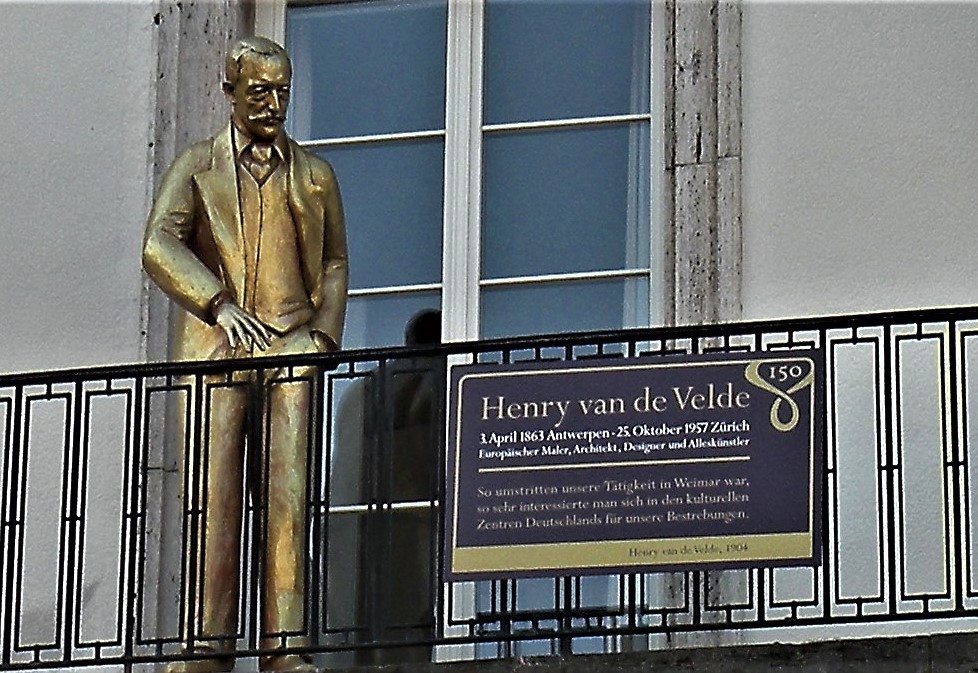 150
Henry van de Velde
3. April 1863 Antwerpen - 25. Oktober 1957 Zürich
Europäischer Maler, Architekt, Designer und Alleskünstler
So umstritten unsere Tätigkeit in Weimar war,
so sehr interessierte man sich in den kulturellen
Zentren Deutschlands für unsere Bestrebungen.
Henry van de Velde, 1904